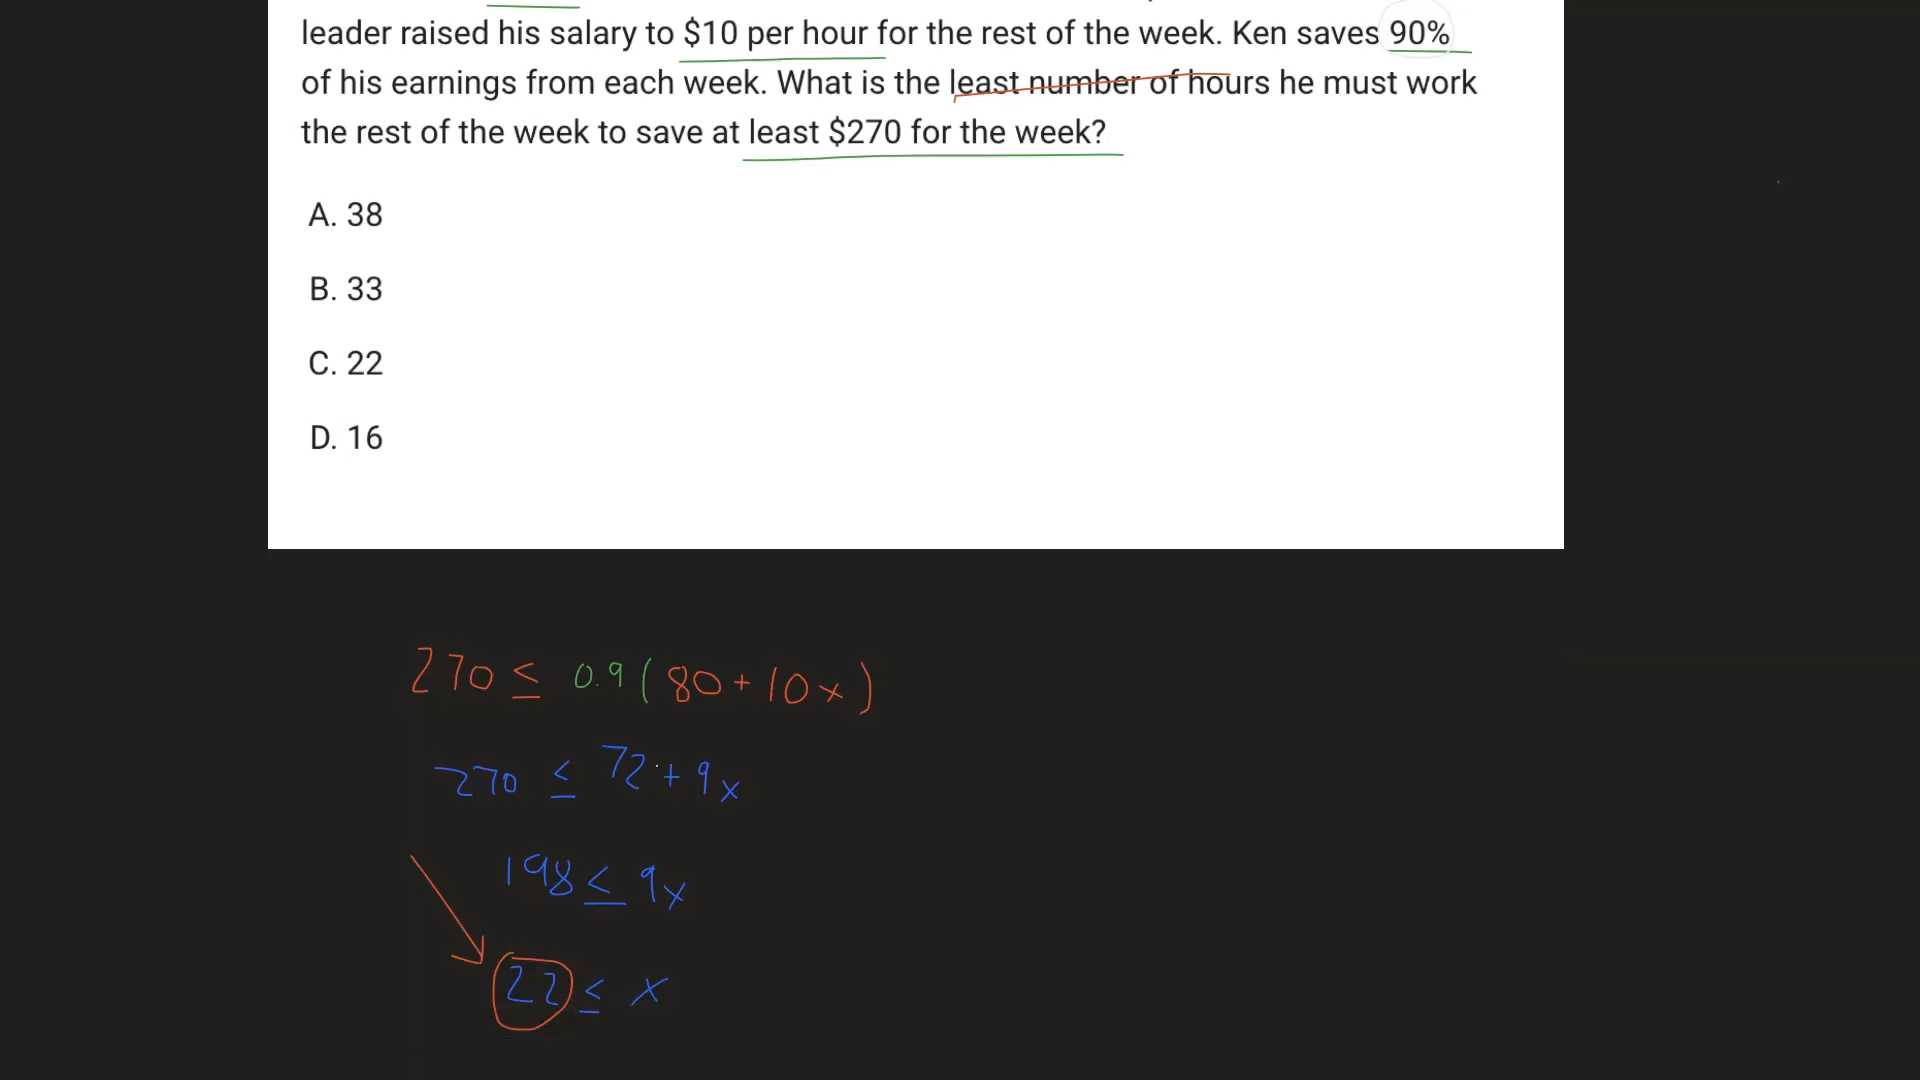 leader raised his salary to $10 per hour for the rest of the week. Ken saves 90%
of his earnings from each week. What is the least number of hours he must work
the rest of the week to save at least $270 for the week?
A. 38
B. 33
C. 22
D. 16
270 ≤ 0.9(80+10x)
270 ≤ 72+9x
198 ≤ 9x
22 ≤ x